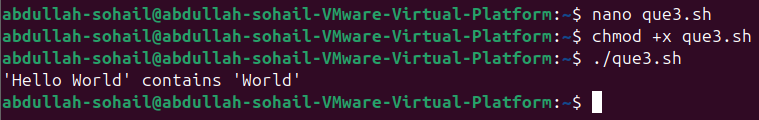 abdullah-sohail@abdullah-sohail-VMware-Virtual-Platform:~$ nano que3.sh
abdullah-sohail@abdullah-sohail-VMware-Virtual-Platform:~$ chmod +x que3.sh
abdullah-sohail@abdullah-sohail-VMware-Virtual-Platform:~$ ./que3.sh
'Hello World' contains 'World'
abdullah-sohail@abdullah-sohail-VMware-Virtual-Platform:~$